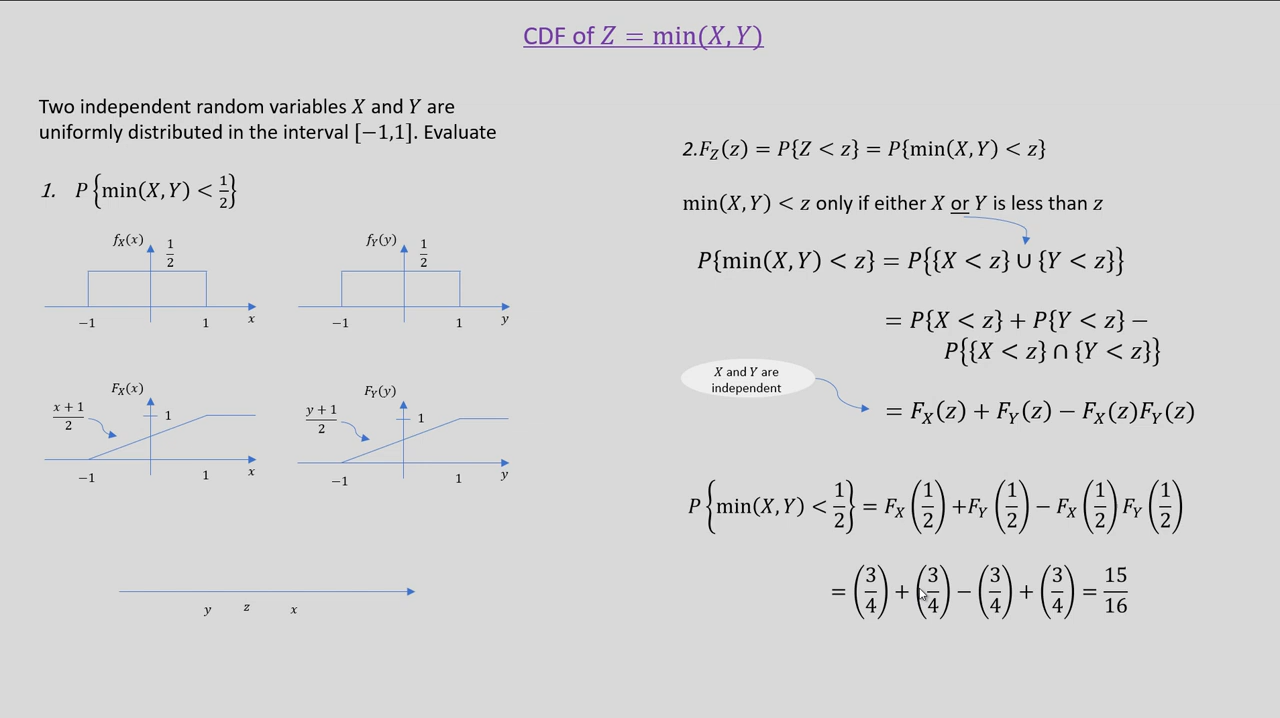 CDF of Z = min(X, Y)
Two independent random variables X and Y are
uniformly distributed in the interval [−1,1]. Evaluate
1. P{min(X, Y) < 1/2}
f_X(x) 1/2 −1 1 x
f_Y(y) 1/2 −1 1 y
F_X(x) (x + 1)/2 1 −1 1 x
F_Y(y) (y + 1)/2 1 −1 1 y
y z x
2.F_Z(z) = P{Z < z} = P{min(X, Y) < z}
min(X, Y) < z only if either X or Y is less than z
P{min(X, Y) < z} = P{{X < z} ∪ {Y < z}}
= P{X < z} + P{Y < z} −
P{{X < z} ∩ {Y < z}}
X and Y are
independent
= F_X(z) + F_Y(z) − F_X(z)F_Y(z)
P{min(X, Y) < 1/2} = F_X(1/2) +F_Y(1/2) − F_X(1/2) F_Y(1/2)
= (3/4) + (3/4) − (3/4) + (3/4) = 15/16